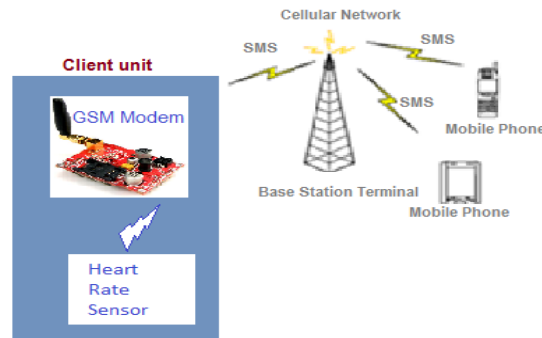 Cellular Network
SMS
SMS
Client unit
GSM Modem
SMS
Mobile Phone
Base Station Terminal
Mobile Phone
Heart
Rate
Sensor